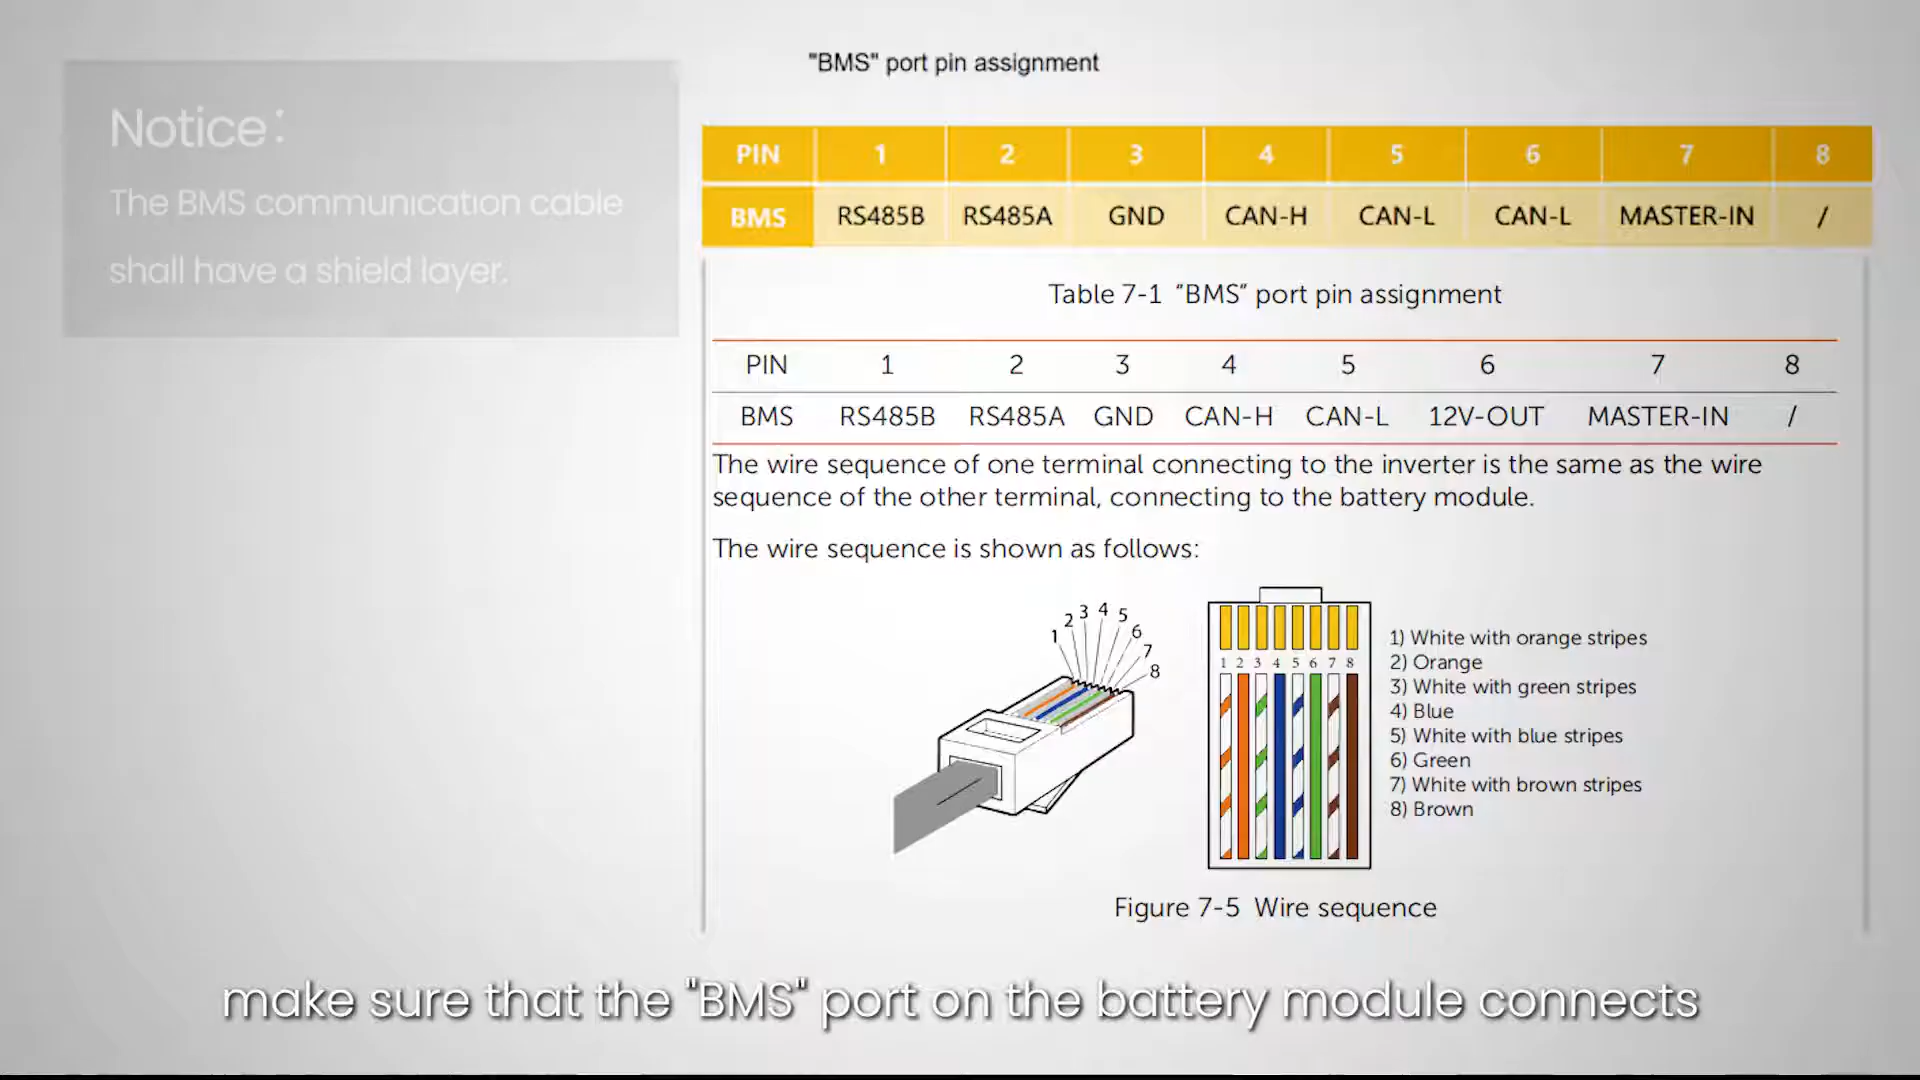 "BMS" port pin assignment
Notice:
The BMS communication cable
shall have a shield layer.
PIN 1 2 3 4 5 6 7 8
BMS RS485B RS485A GND CAN-H CAN-L CAN-L MASTER-IN /
Table 7-1 “BMS” port pin assignment
PIN 1 2 3 4 5 6 7 8
BMS RS485B RS485A GND CAN-H CAN-L 12V-OUT MASTER-IN /
The wire sequence of one terminal connecting to the inverter is the same as the wire
sequence of the other terminal, connecting to the battery module.
The wire sequence is shown as follows:
1 2 3 4 5 6 7 8
1 2 3 4 5 6 7 8
1) White with orange stripes
2) Orange
3) White with green stripes
4) Blue
5) White with blue stripes
6) Green
7) White with brown stripes
8) Brown
Figure 7-5 Wire sequence
make sure that the "BMS" port on the battery module connects